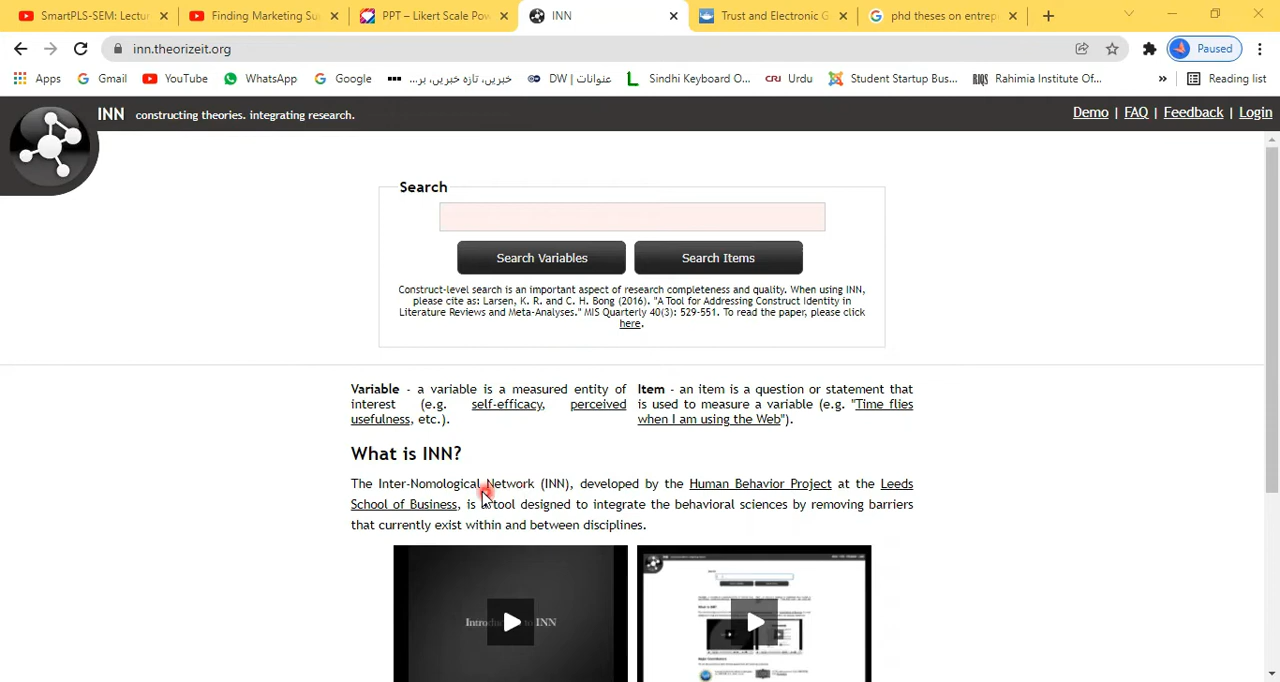 SmartPLS-SEM: Lectur
Finding Marketing Su
PPT – Likert Scale Pow
INN
Trust and Electronic G
phd theses on entrep
inn.theorizeit.org
Paused
Apps
Gmail
YouTube
WhatsApp
Google
خبریں، تازہ خبریں، بر...
DW | عنوانات
Sindhi Keyboard O...
CRJ Urdu
Student Startup Bus...
RIQS Rahimia Institute Of...
»
Reading list
INN constructing theories. integrating research.
Demo | FAQ | Feedback | Login
Search
Search Variables
Search Items
Construct-level search is an important aspect of research completeness and quality. When using INN,
please cite as: Larsen, K. R. and C. H. Bong (2016). "A Tool for Addressing Construct Identity in
Literature Reviews and Meta-Analyses." MIS Quarterly 40(3): 529-551. To read the paper, please click
here.
Variable - a variable is a measured entity of
interest (e.g. self-efficacy, perceived
usefulness, etc.).
Item - an item is a question or statement that
is used to measure a variable (e.g. "Time flies
when I am using the Web").
What is INN?
The Inter-Nomological Network (INN), developed by the Human Behavior Project at the Leeds
School of Business, is a tool designed to integrate the behavioral sciences by removing barriers
that currently exist within and between disciplines.
INN